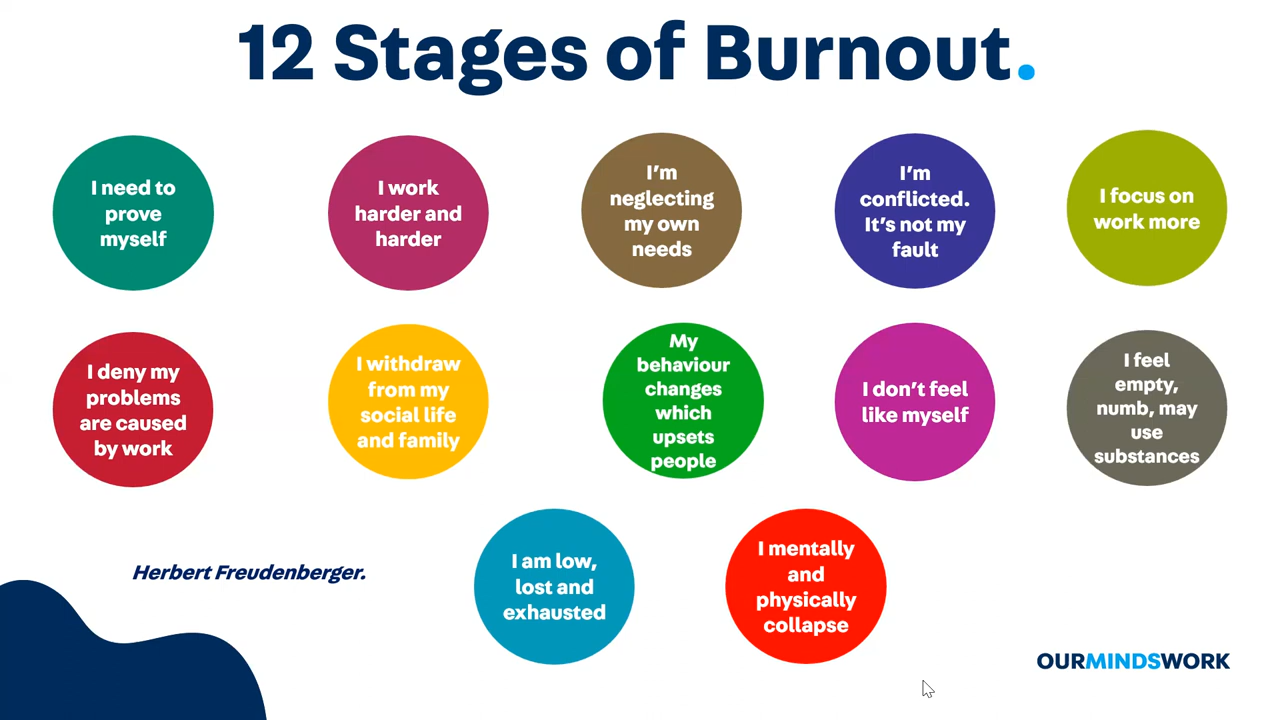 12 Stages of Burnout.
I need to
prove
myself
I work
harder and
harder
I'm
neglecting
my own
needs
I'm
conflicted.
It's not my
fault
I focus on
work more
I deny my
problems
are caused
by work
I withdraw
from my
social life
and family
My
behaviour
changes
which
upsets
people
I don't feel
like myself
I feel
empty,
numb, may
use
substances
I am low,
lost and
exhausted
I mentally
and
physically
collapse
Herbert Freudenberger.
OURMINDSWORK